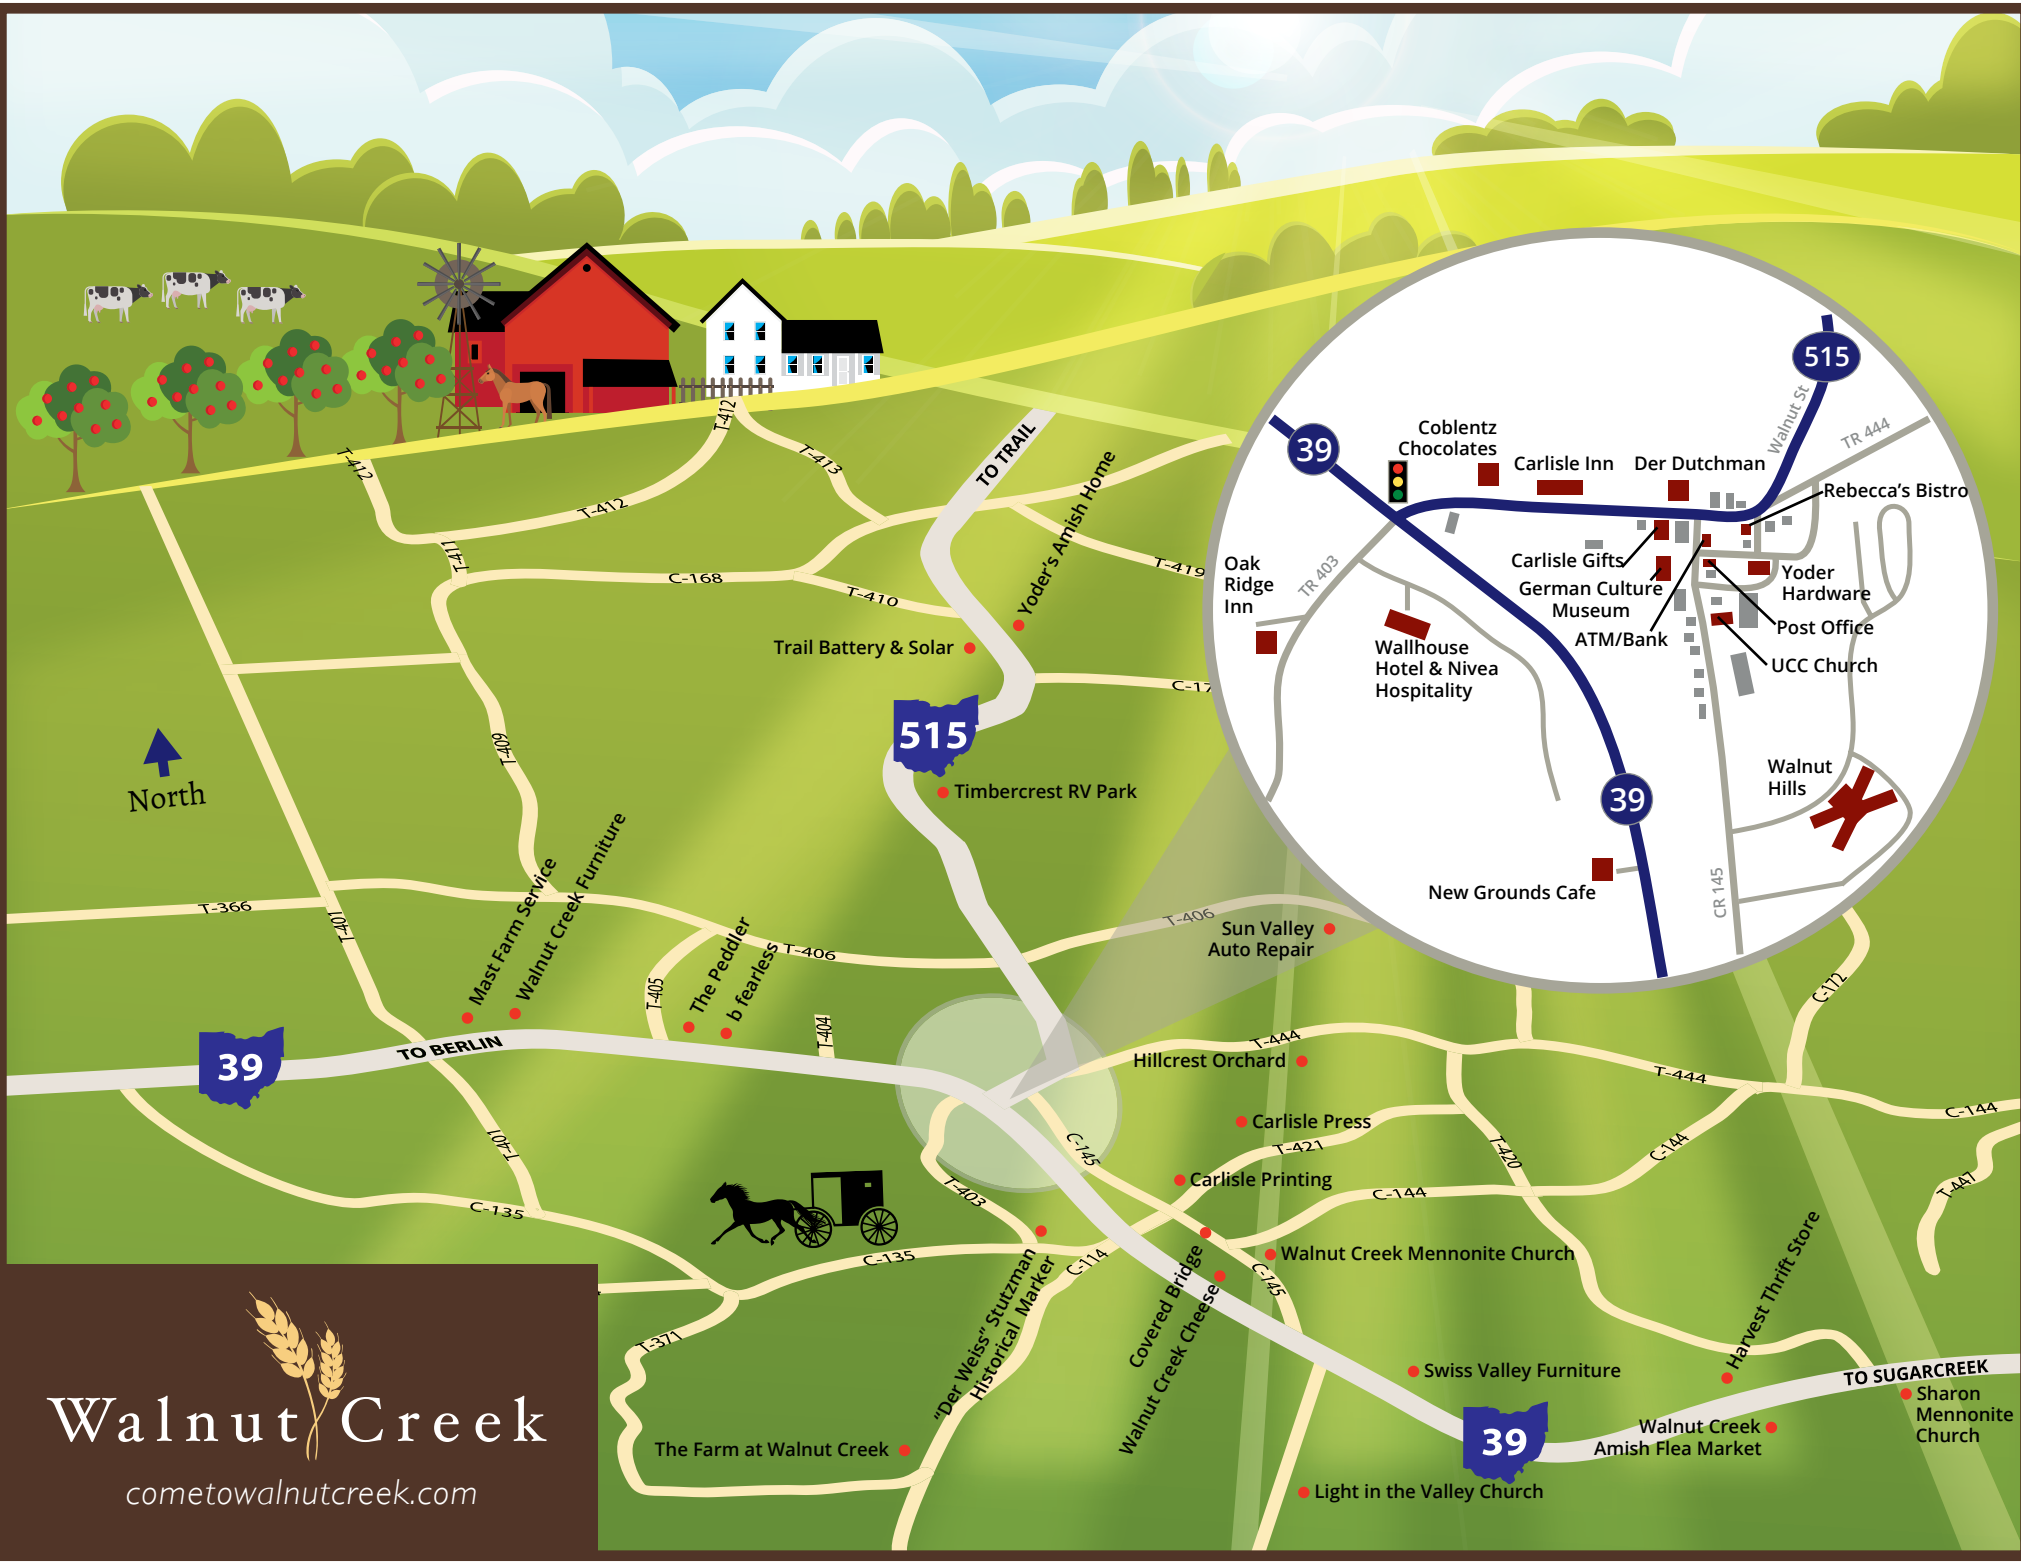 T-412
T-412
T-413
T-412
TO TRAIL
Yoder's Amish Home
T-411
C-168
T-410
T-419
Trail Battery & Solar
C-17
515
T-409
Timbercrest RV Park
North
Mast Farm Service
Walnut Creek Furniture
T-366
T-401
The Peddler
b fearless
T-406
T-405
T-404
T-406
Sun Valley
Auto Repair
39
TO BERLIN
T-401
C-135
T-403
C-145
C-135
C-114
T-371
T-444
Hillcrest Orchard
T-444
C-172
C-144
Carlisle Press
T-421
T-420
C-144
Carlisle Printing
C-144
T-447
Walnut Creek Mennonite Church
C-145
Covered Bridge
Walnut Creek Cheese
"Der Weiss" Stutzman
Historical Marker
Harvest Thrift Store
Swiss Valley Furniture
TO SUGARCREEK
Sharon
Mennonite
Church
39
Walnut Creek
Amish Flea Market
The Farm at Walnut Creek
Light in the Valley Church
515
Walnut St
TR 444
39
Coblentz
Chocolates
Carlisle Inn
Der Dutchman
Rebecca's Bistro
Oak
Ridge
Inn
TR 403
Carlisle Gifts
German Culture
Museum
ATM/Bank
Yoder
Hardware
Post Office
UCC Church
Wallhouse
Hotel & Nivea
Hospitality
Walnut
Hills
39
New Grounds Cafe
CR 145
Walnut Creek
cometowalnutcreek.com